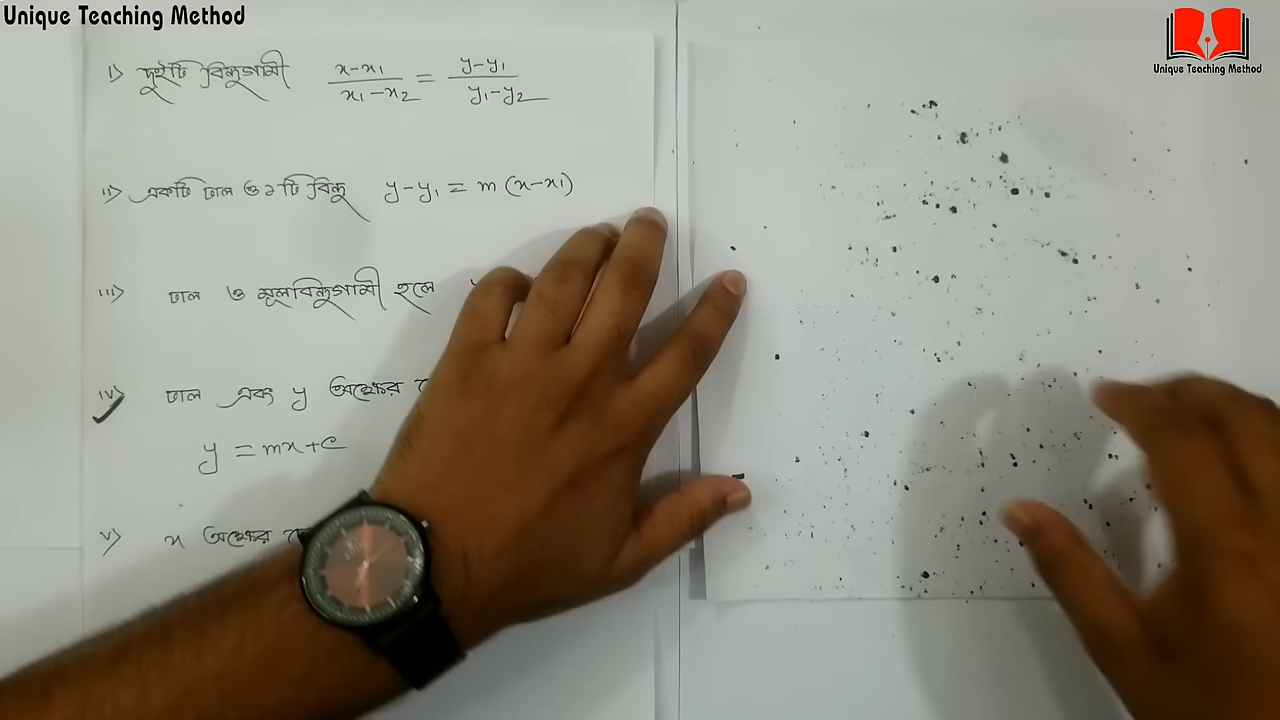 Unique Teaching Method
Unique Teaching Method
i) দুইটি বিন্দুগামী x-x₁/x₁-x₂ = y-y₁/y₁-y₂
ii) একটি ঢাল ও ১টি বিন্দু y-y₁ = m(x-x₁)
iii) ঢাল ও মূলবিন্দুগামী হলে
iv) ঢাল এবং y অক্ষের
y = mx+c
v) x অক্ষের